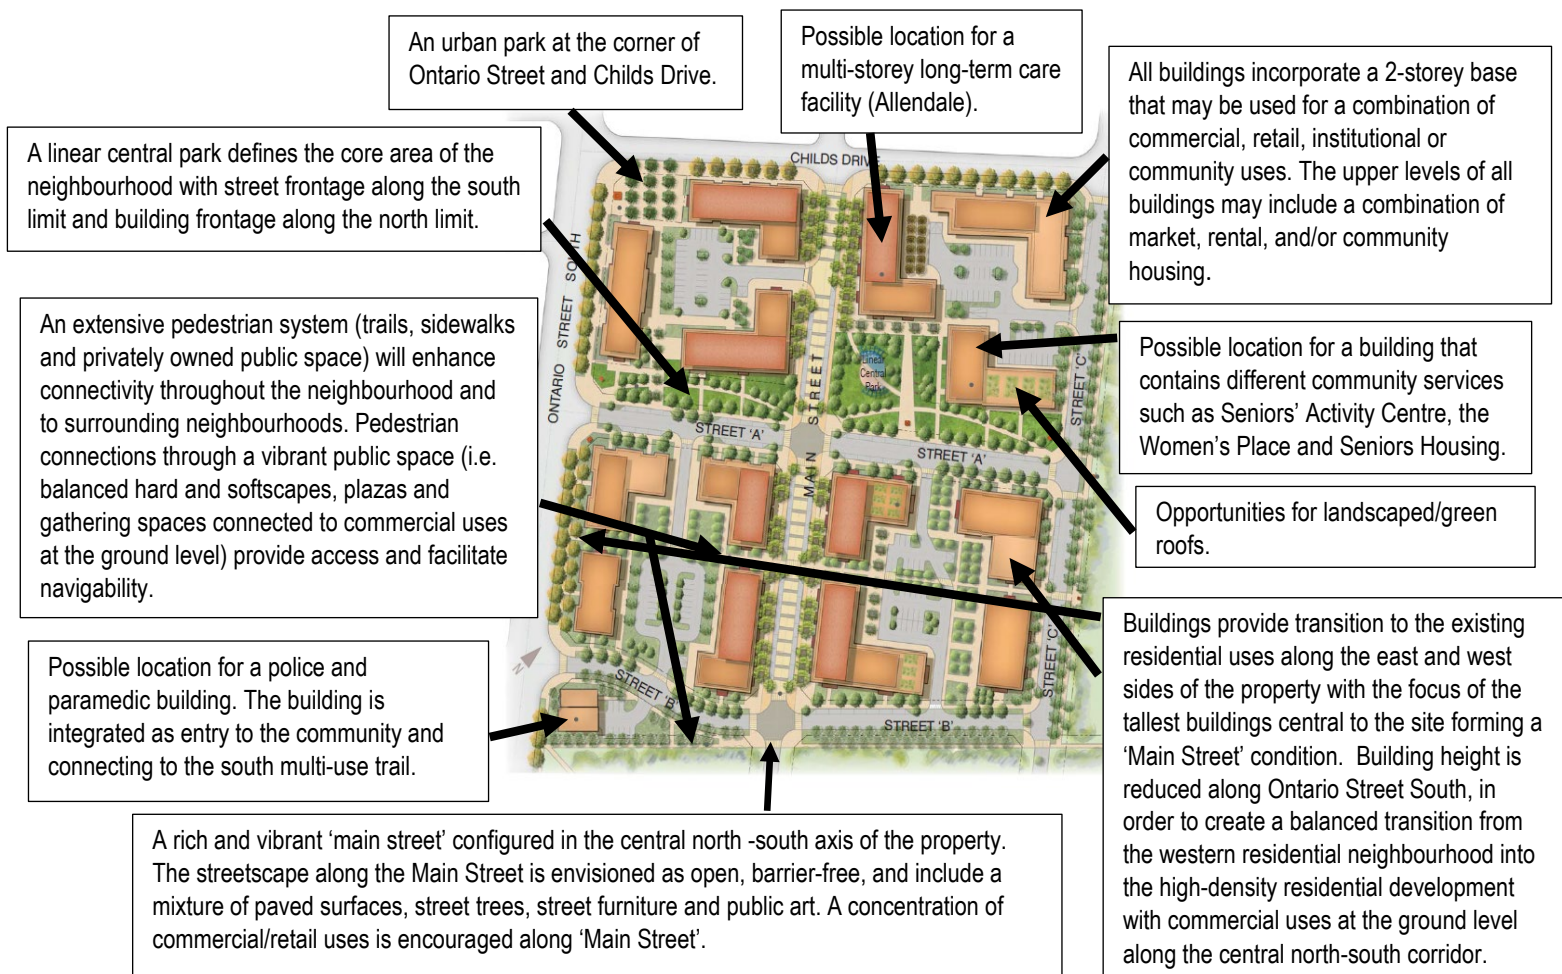 An urban park at the corner of
Ontario Street and Childs Drive.
Possible location for a
multi-storey long-term care
facility (Allendale).
All buildings incorporate a 2-storey base
that may be used for a combination of
commercial, retail, institutional or
community uses. The upper levels of all
buildings may include a combination of
market, rental, and/or community
housing.
A linear central park defines the core area of the
neighbourhood with street frontage along the south
limit and building frontage along the north limit.
An extensive pedestrian system (trails, sidewalks
and privately owned public space) will enhance
connectivity throughout the neighbourhood and
to surrounding neighbourhoods. Pedestrian
connections through a vibrant public space (i.e.
balanced hard and softscapes, plazas and
gathering spaces connected to commercial uses
at the ground level) provide access and facilitate
navigability.
Possible location for a building that
contains different community services
such as Seniors’ Activity Centre, the
Women’s Place and Seniors Housing.
Opportunities for landscaped/green
roofs.
Possible location for a police and
paramedic building. The building is
integrated as entry to the community and
connecting to the south multi-use trail.
Buildings provide transition to the existing
residential uses along the east and west
sides of the property with the focus of the
tallest buildings central to the site forming a
‘Main Street’ condition.  Building height is
reduced along Ontario Street South, in
order to create a balanced transition from
the western residential neighbourhood into
the high-density residential development
with commercial uses at the ground level
along the central north-south corridor.
A rich and vibrant ‘main street’ configured in the central north -south axis of the property.
The streetscape along the Main Street is envisioned as open, barrier-free, and include a
mixture of paved surfaces, street trees, street furniture and public art. A concentration of
commercial/retail uses is encouraged along ‘Main Street’.
CHILDS DRIVE
ONTARIO STREET SOUTH
MAIN STREET
Linear
Central
Park
STREET 'A'
STREET 'A'
STREET 'C'
STREET 'C'
STREET 'B'
STREET 'B'
N